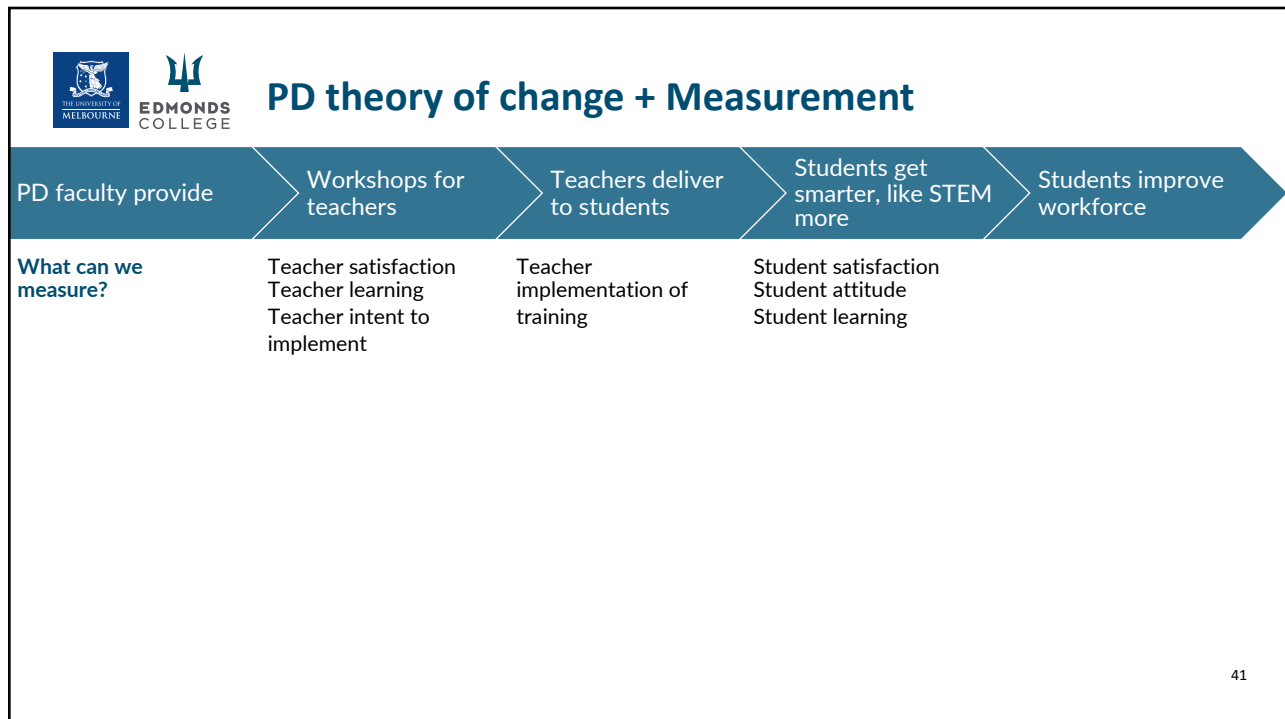 THE UNIVERSITY OF
MELBOURNE
EDMONDS
COLLEGE
PD theory of change + Measurement
PD faculty provide
Workshops for
teachers
Teachers deliver
to students
Students get
smarter, like STEM
more
Students improve
workforce
What can we
measure?
Teacher satisfaction
Teacher learning
Teacher intent to
implement
Teacher
implementation of
training
Student satisfaction
Student attitude
Student learning
41